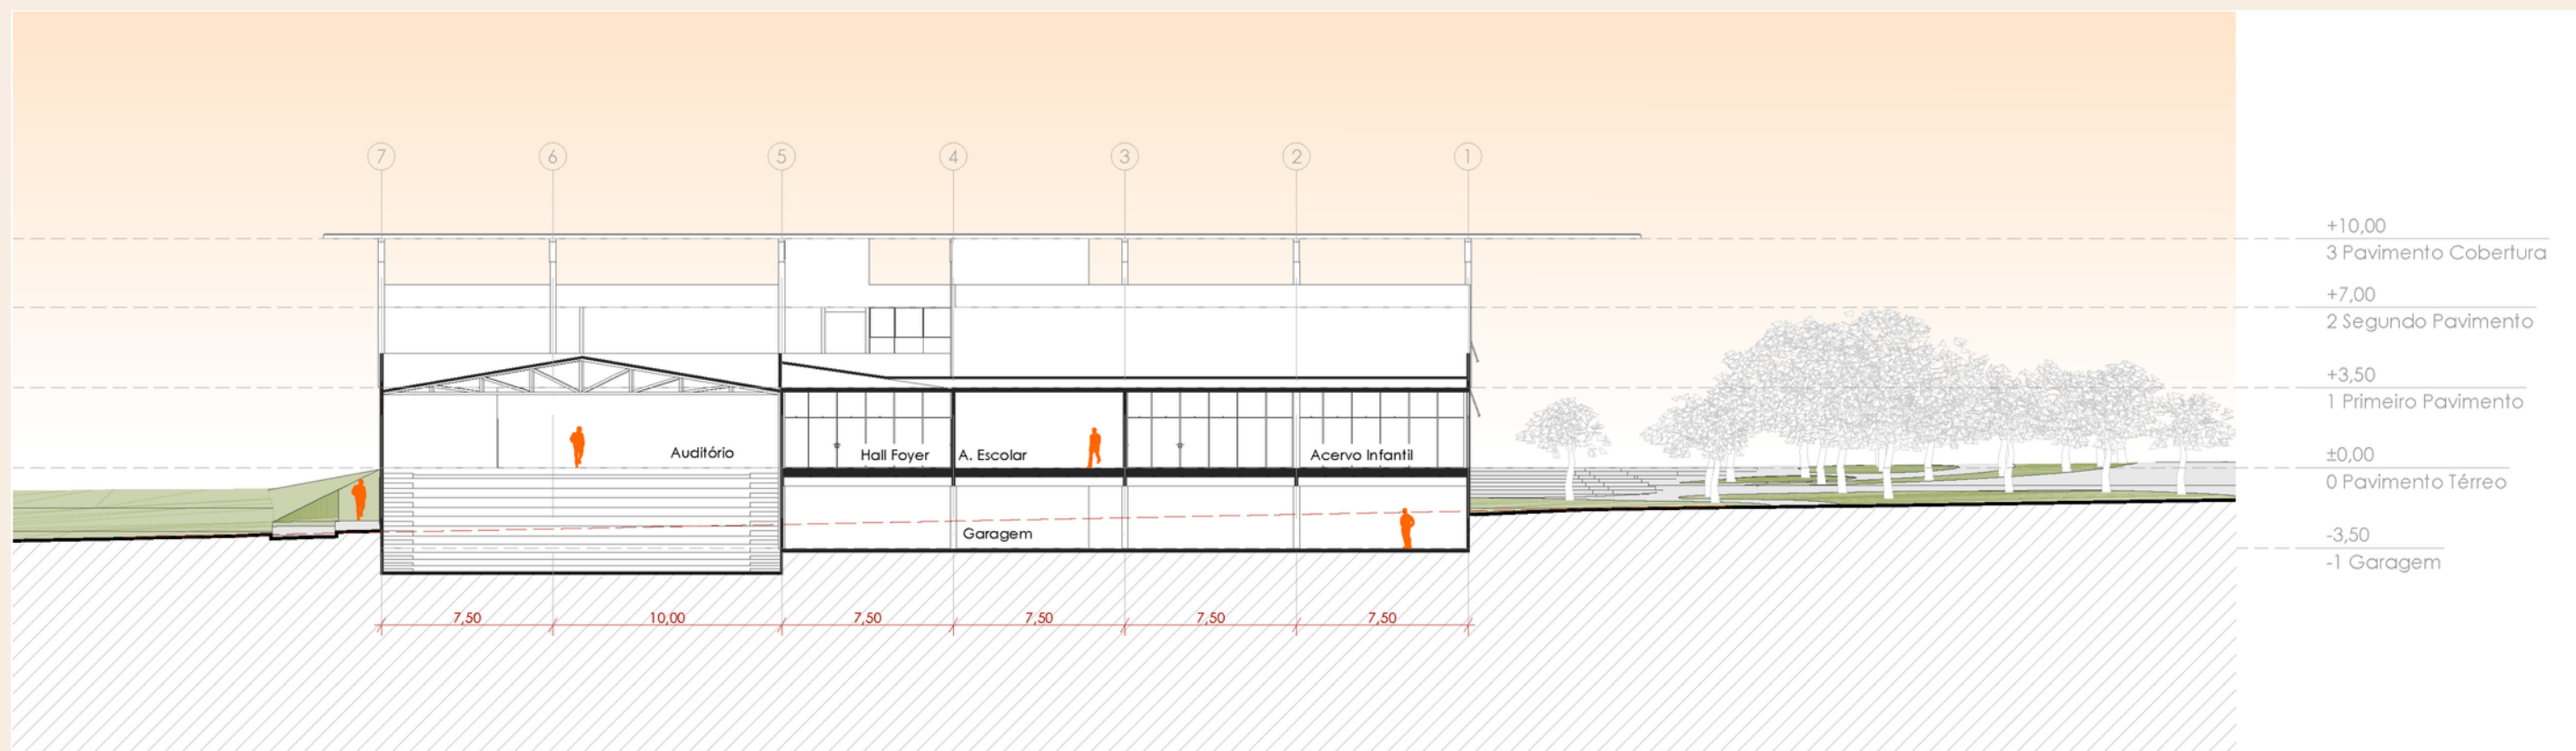 7
6
5
4
3
2
1
+10,00
3 Pavimento Cobertura
+7,00
2 Segundo Pavimento
+3,50
1 Primeiro Pavimento
Auditório
Hall Foyer
A. Escolar
Acervo Infantil
±0,00
0 Pavimento Térreo
Garagem
-3,50
-1 Garagem
7,50
10,00
7,50
7,50
7,50
7,50